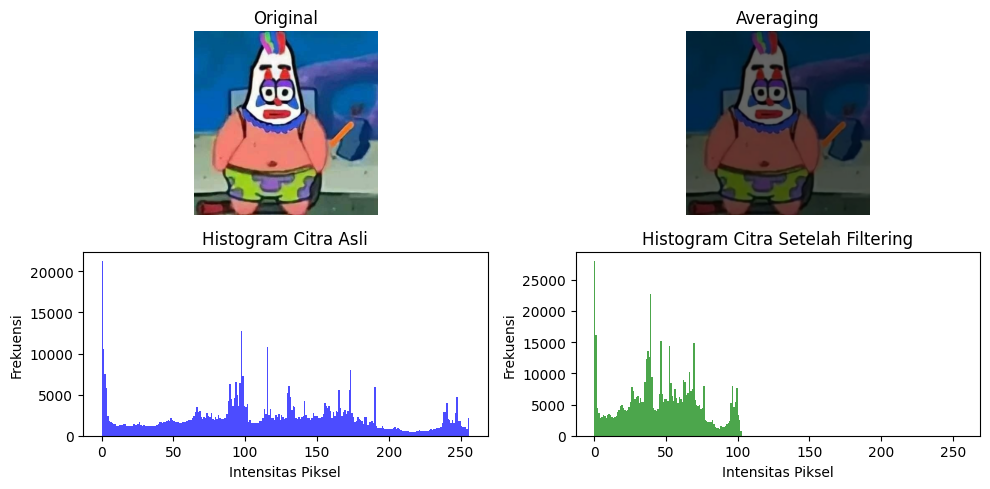 Original
Averaging
Histogram Citra Asli
Histogram Citra Setelah Filtering
Frekuensi
20000
15000
10000
5000
0
0
50
100
150
200
250
Intensitas Piksel
Frekuensi
25000
20000
15000
10000
5000
0
0
50
100
150
200
250
Intensitas Piksel